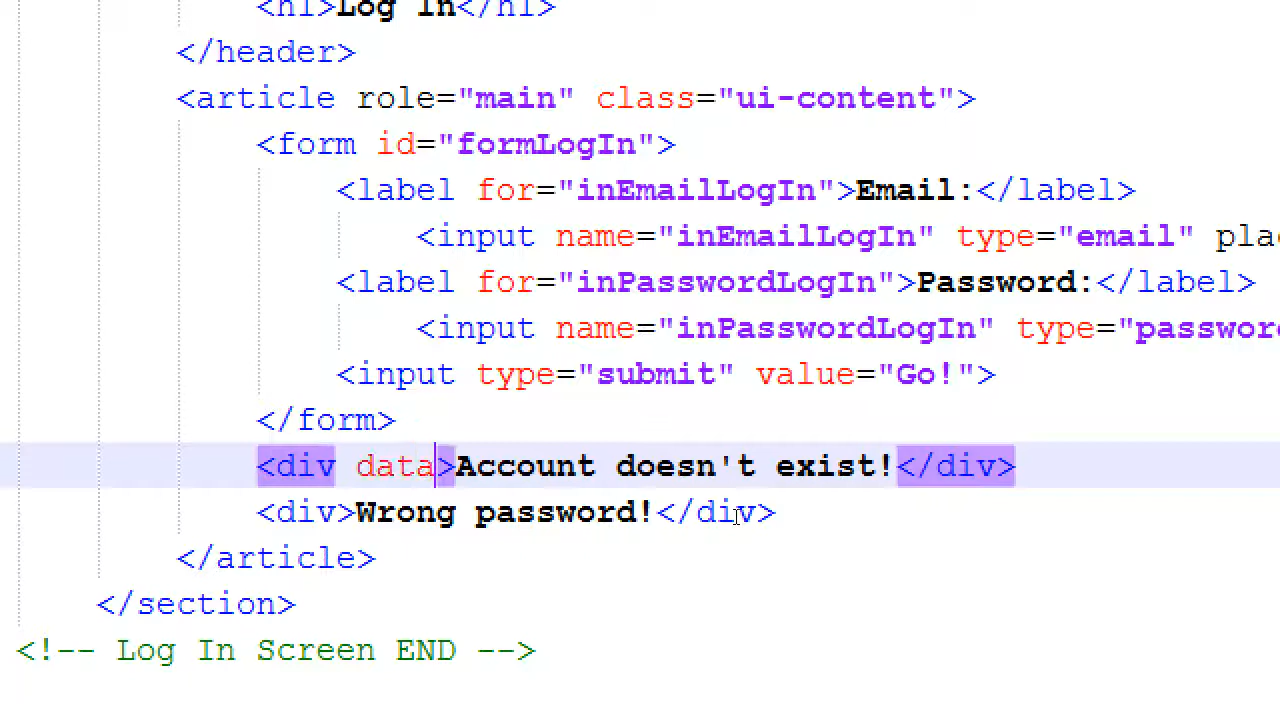 <h1>Log In</h1>
</header>
<article role="main" class="ui-content">
<form id="formLogIn">
<label for="inEmailLogIn">Email:</label>
<input name="inEmailLogIn" type="email" plac
<label for="inPasswordLogIn">Password:</label>
<input name="inPasswordLogIn" type="password
<input type="submit" value="Go!">
</form>
<div data>Account doesn't exist!</div>
<div>Wrong password!</div>
</article>
</section>
<!-- Log In Screen END -->